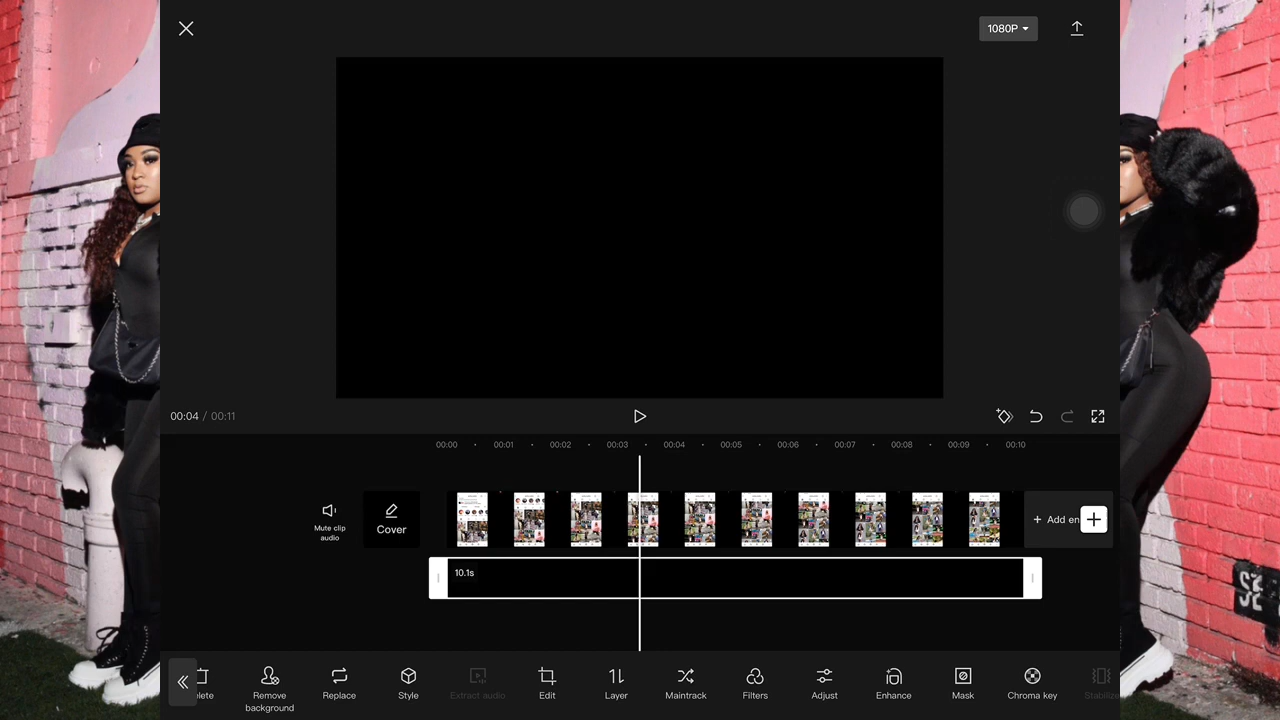 1080P
00:04 / 00:11
00:00 00:01 00:02 00:03 00:04 00:05 00:06 00:07 00:08 00:09 00:10
Mute clip
audio
Cover
+ Add en
10.1s
lete
Remove
background
Replace
Style
Extract audio
Edit
Layer
Maintrack
Filters
Adjust
Enhance
Mask
Chroma key
Stabilize